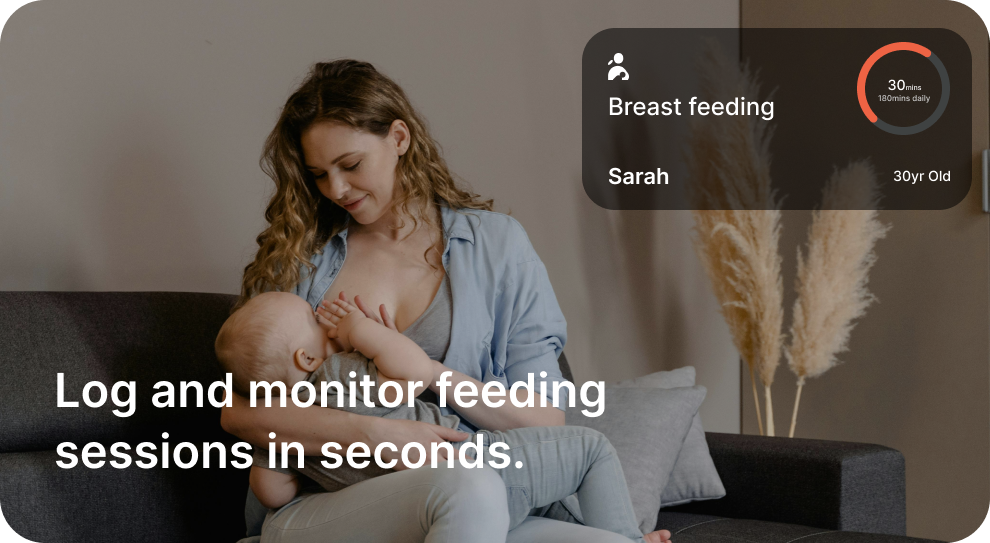 Breast feeding
30mins
180mins daily
Sarah
30yr Old
Log and monitor feeding
sessions in seconds.